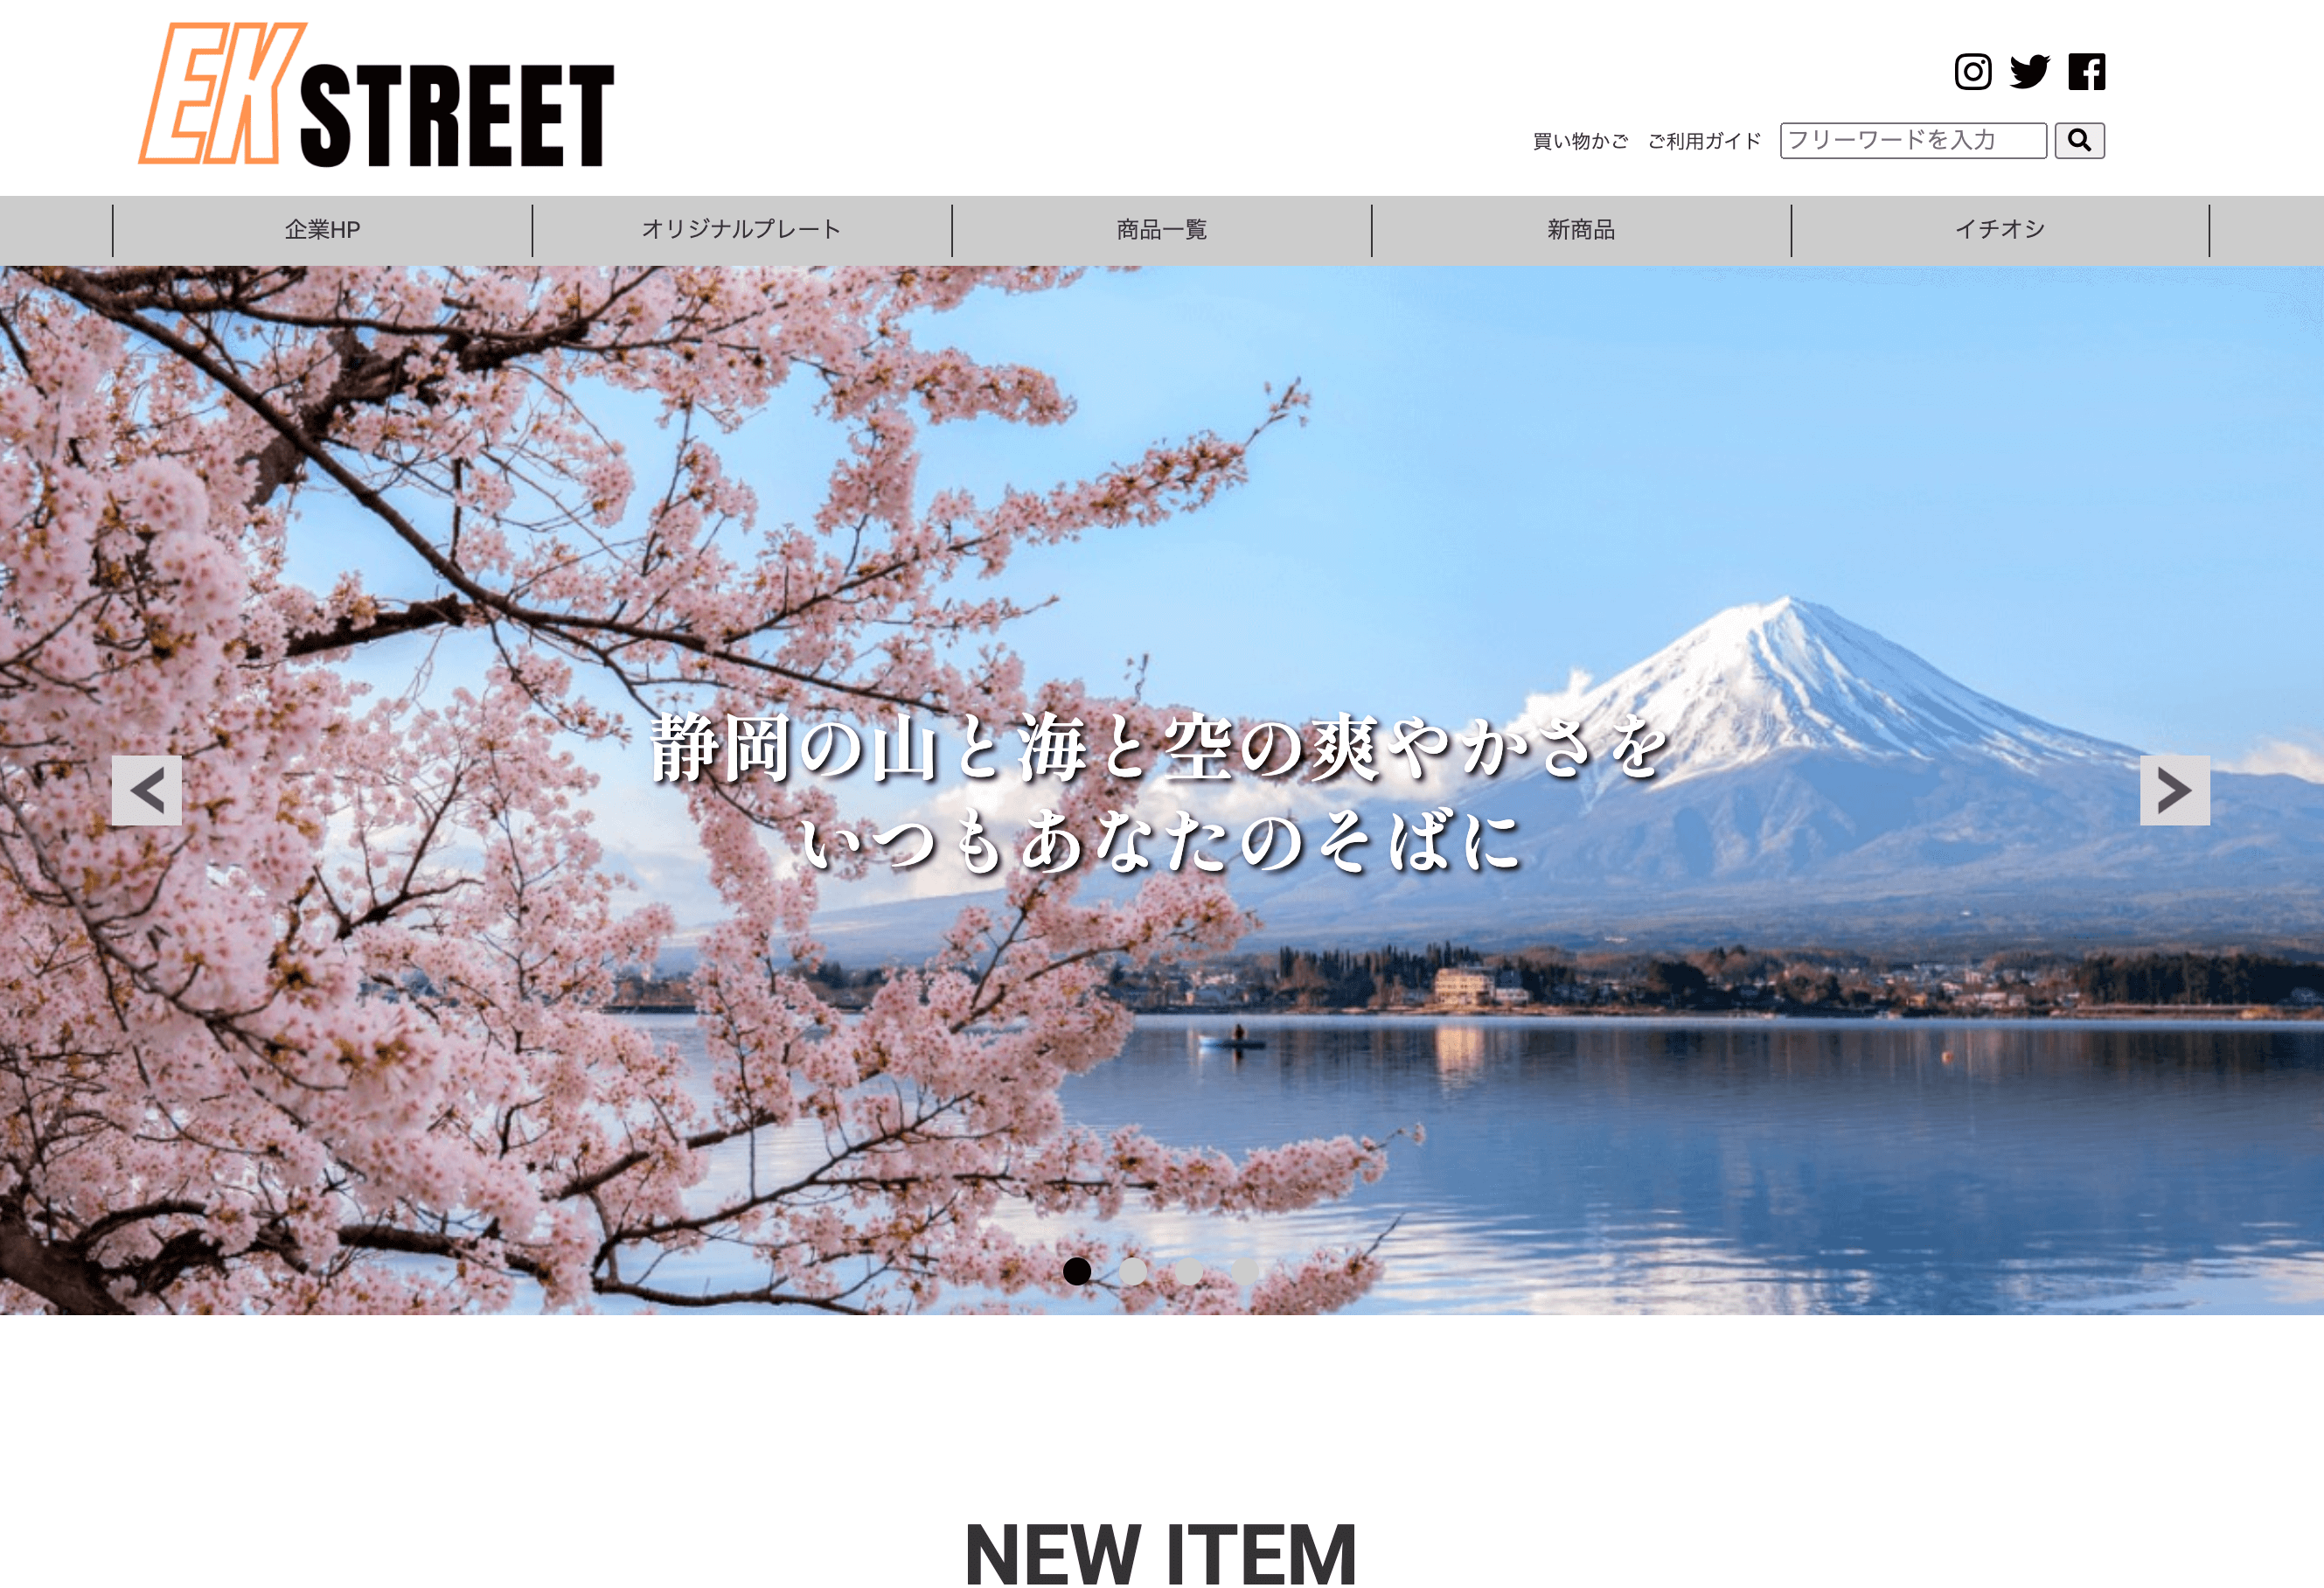 EK STREET
買い物かご ご利用ガイド フリーワードを入力
企業HP オリジナルプレート 商品一覧 新商品 イチオシ
静岡の山と海と空の爽やかさを
いつもあなたのそばに
NEW ITEM